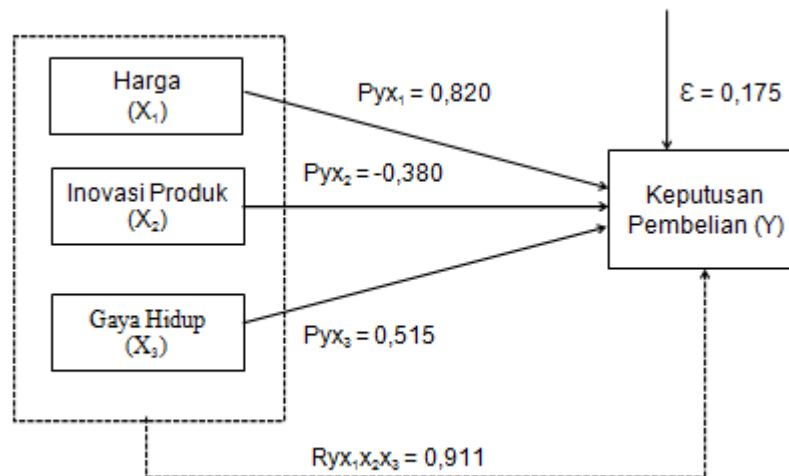 Harga
(X₁)
Pyx₁ = 0,820
Ɛ = 0,175
Inovasi Produk
(X₂)
Pyx₂ = -0,380
Keputusan
Pembelian (Y)
Gaya Hidup
(X₃)
Pyx₃ = 0,515
Ryx₁x₂x₃ = 0,911